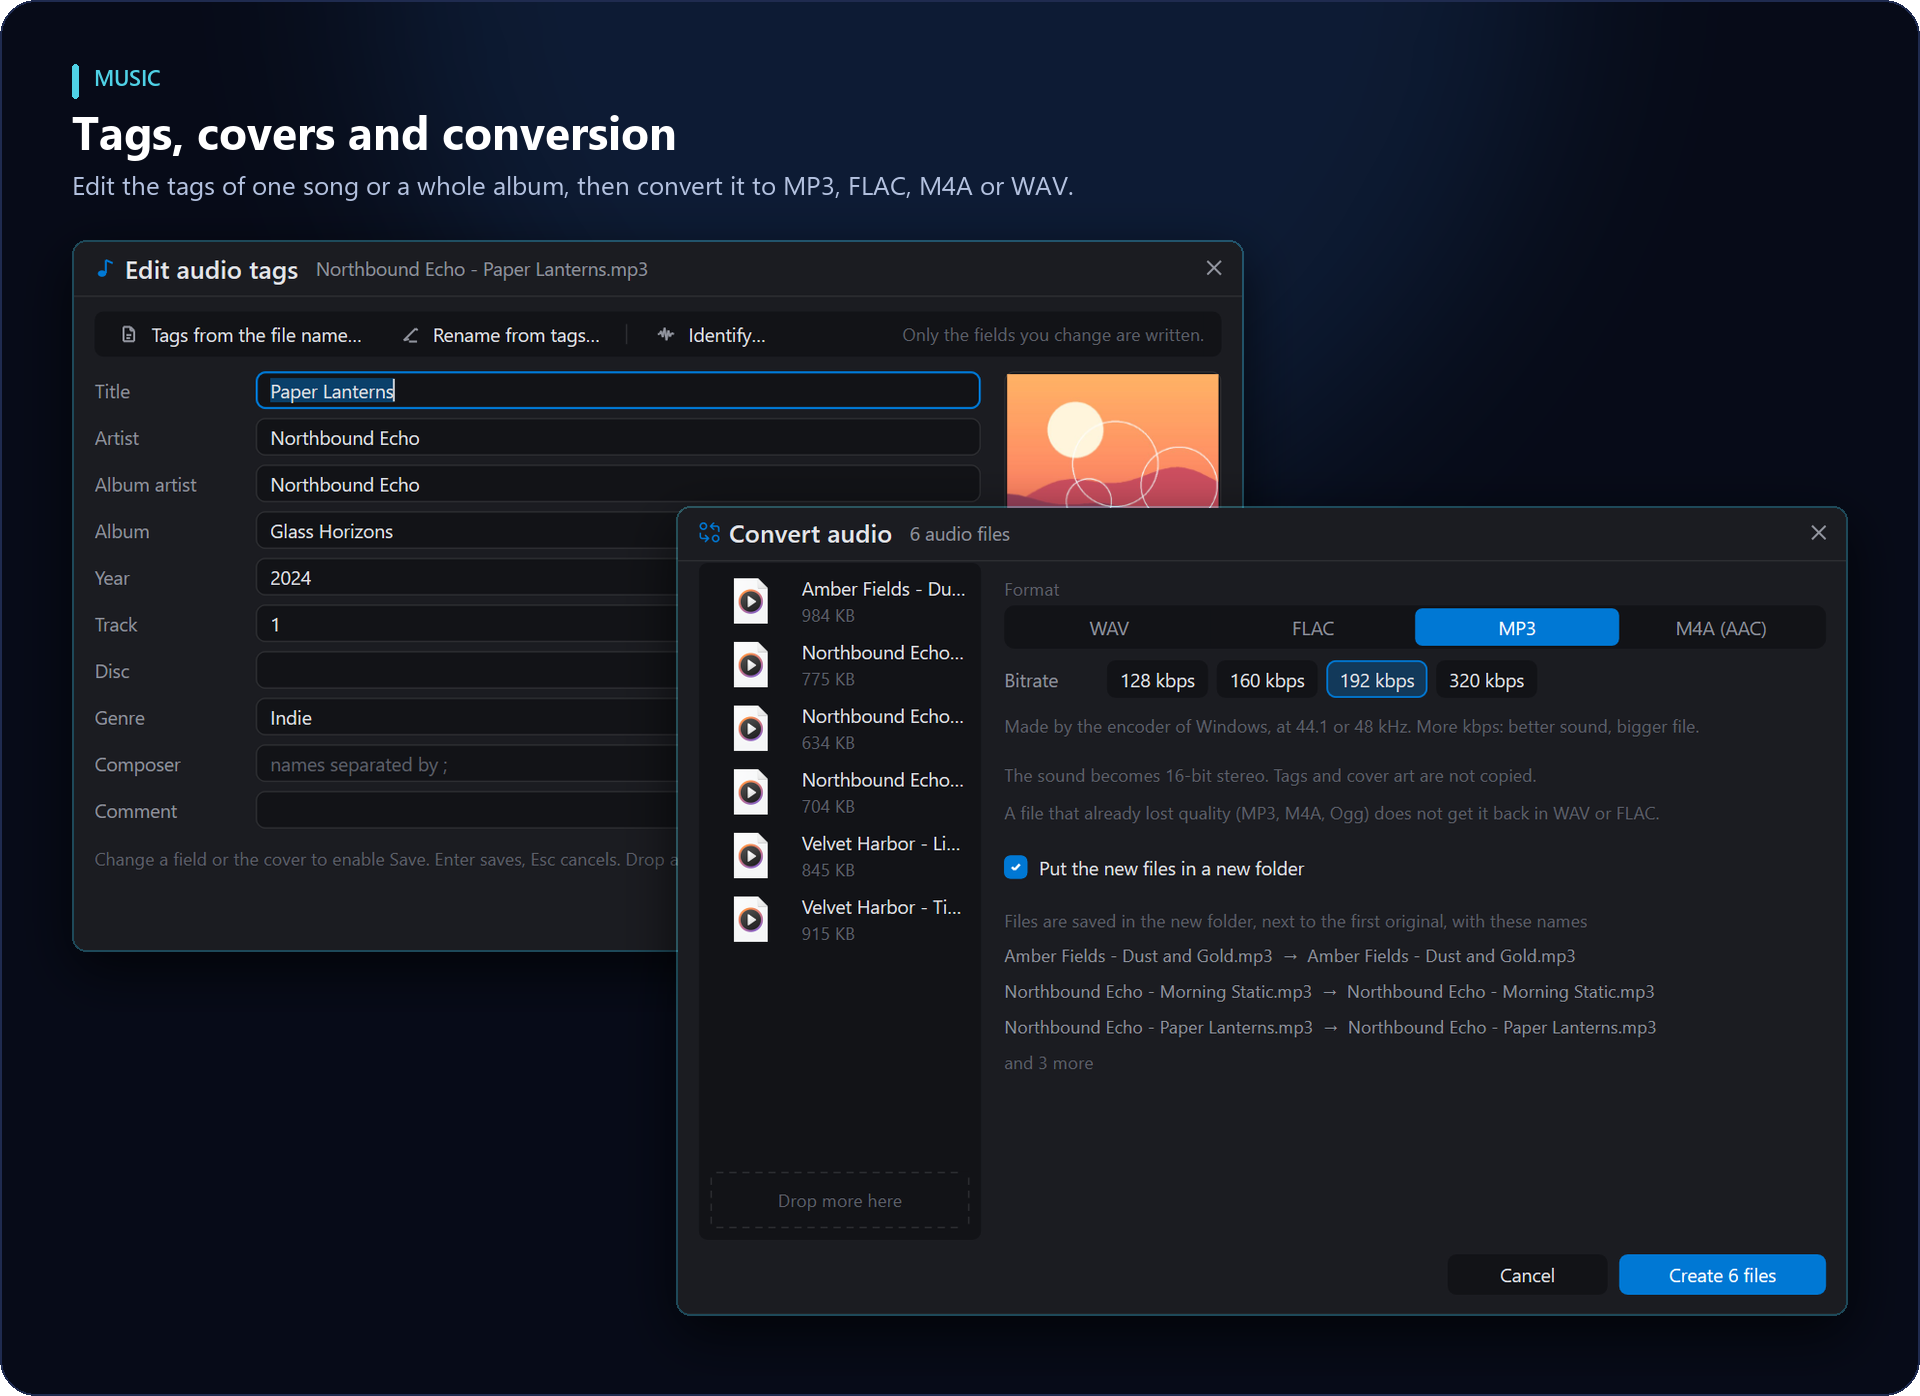 MUSIC
Tags, covers and conversion
Edit the tags of one song or a whole album, then convert it to MP3, FLAC, M4A or WAV.
Edit audio tags Northbound Echo - Paper Lanterns.mp3
Tags from the file name... Rename from tags... Identify... Only the fields you change are written.
Title Paper Lanterns
Artist Northbound Echo
Album artist Northbound Echo
Album Glass Horizons
Year 2024
Track 1
Disc
Genre Indie
Composer names separated by ;
Comment
Change a field or the cover to enable Save. Enter saves, Esc cancels. Drop a
Convert audio 6 audio files
Amber Fields - Du...
984 KB
Northbound Echo...
775 KB
Northbound Echo...
634 KB
Northbound Echo...
704 KB
Velvet Harbor - Li...
845 KB
Velvet Harbor - Ti...
915 KB
Drop more here
Format
WAV FLAC MP3 M4A (AAC)
Bitrate 128 kbps 160 kbps 192 kbps 320 kbps
Made by the encoder of Windows, at 44.1 or 48 kHz. More kbps: better sound, bigger file.
The sound becomes 16-bit stereo. Tags and cover art are not copied.
A file that already lost quality (MP3, M4A, Ogg) does not get it back in WAV or FLAC.
Put the new files in a new folder
Files are saved in the new folder, next to the first original, with these names
Amber Fields - Dust and Gold.mp3 → Amber Fields - Dust and Gold.mp3
Northbound Echo - Morning Static.mp3 → Northbound Echo - Morning Static.mp3
Northbound Echo - Paper Lanterns.mp3 → Northbound Echo - Paper Lanterns.mp3
and 3 more
Cancel Create 6 files